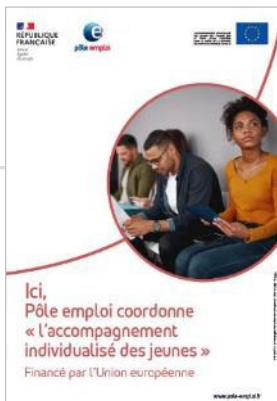 RÉPUBLIQUE
FRANÇAISE
pôle emploi
Ici,
Pôle emploi coordonne
« l'accompagnement
individualisé des jeunes »
Financé par l'Union européenne
www.pole-emploi.fr